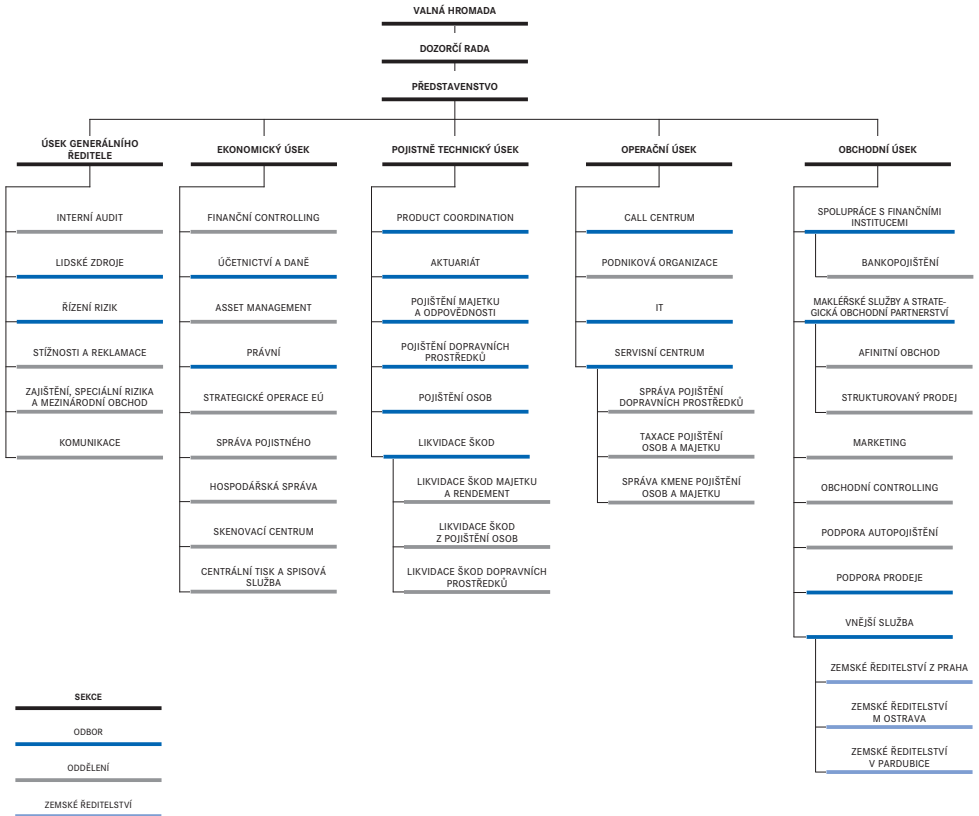 VALNÁ HROMADA
DOZORČÍ RADA
PŘEDSTAVENSTVO
ÚSEK GENERÁLNÍHO
ŘEDITELE
INTERNÍ AUDIT
LIDSKÉ ZDROJE
ŘÍZENÍ RIZIK
STÍŽNOSTI A REKLAMACE
ZAJIŠTĚNÍ, SPECIÁLNÍ RIZIKA
A MEZINÁRODNÍ OBCHOD
KOMUNIKACE
EKONOMICKÝ ÚSEK
FINANČNÍ CONTROLLING
ÚČETNICTVÍ A DANĚ
ASSET MANAGEMENT
PRÁVNÍ
STRATEGICKÉ OPERACE EÚ
SPRÁVA POJISTNÉHO
HOSPODÁŘSKÁ SPRÁVA
SKENOVACÍ CENTRUM
CENTRÁLNÍ TISK A SPISOVÁ
SLUŽBA
POJISTNĚ TECHNICKÝ ÚSEK
PRODUCT COORDINATION
AKTUARIÁT
POJIŠTĚNÍ MAJETKU
A ODPOVĚDNOSTI
POJIŠTĚNÍ DOPRAVNÍCH
PROSTŘEDKŮ
POJIŠTĚNÍ OSOB
LIKVIDACE ŠKOD
LIKVIDACE ŠKOD MAJETKU
A RENDEMENT
LIKVIDACE ŠKOD
Z POJIŠTĚNÍ OSOB
LIKVIDACE ŠKOD DOPRAVNÍCH
PROSTŘEDKŮ
OPERAČNÍ ÚSEK
CALL CENTRUM
PODNIKOVÁ ORGANIZACE
IT
SERVISNÍ CENTRUM
SPRÁVA POJIŠTĚNÍ
DOPRAVNÍCH PROSTŘEDKŮ
TAXACE POJIŠTĚNÍ
OSOB A MAJETKU
SPRÁVA KMENE POJIŠTĚNÍ
OSOB A MAJETKU
OBCHODNÍ ÚSEK
SPOLUPRÁCE S FINANČNÍMI
INSTITUCEMI
BANKOPOJIŠTĚNÍ
MAKLÉŘSKÉ SLUŽBY A STRATE-
GICKÁ OBCHODNÍ PARTNERSTVÍ
AFINITNÍ OBCHOD
STRUKTUROVANÝ PRODEJ
MARKETING
OBCHODNÍ CONTROLLING
PODPORA AUTOPOJIŠTĚNÍ
PODPORA PRODEJE
VNĚJŠÍ SLUŽBA
ZEMSKÉ ŘEDITELSTVÍ Z PRAHA
ZEMSKÉ ŘEDITELSTVÍ
M OSTRAVA
ZEMSKÉ ŘEDITELSTVÍ
V PARDUBICE
SEKCE
ODBOR
ODDĚLENÍ
ZEMSKÉ ŘEDITELSTVÍ